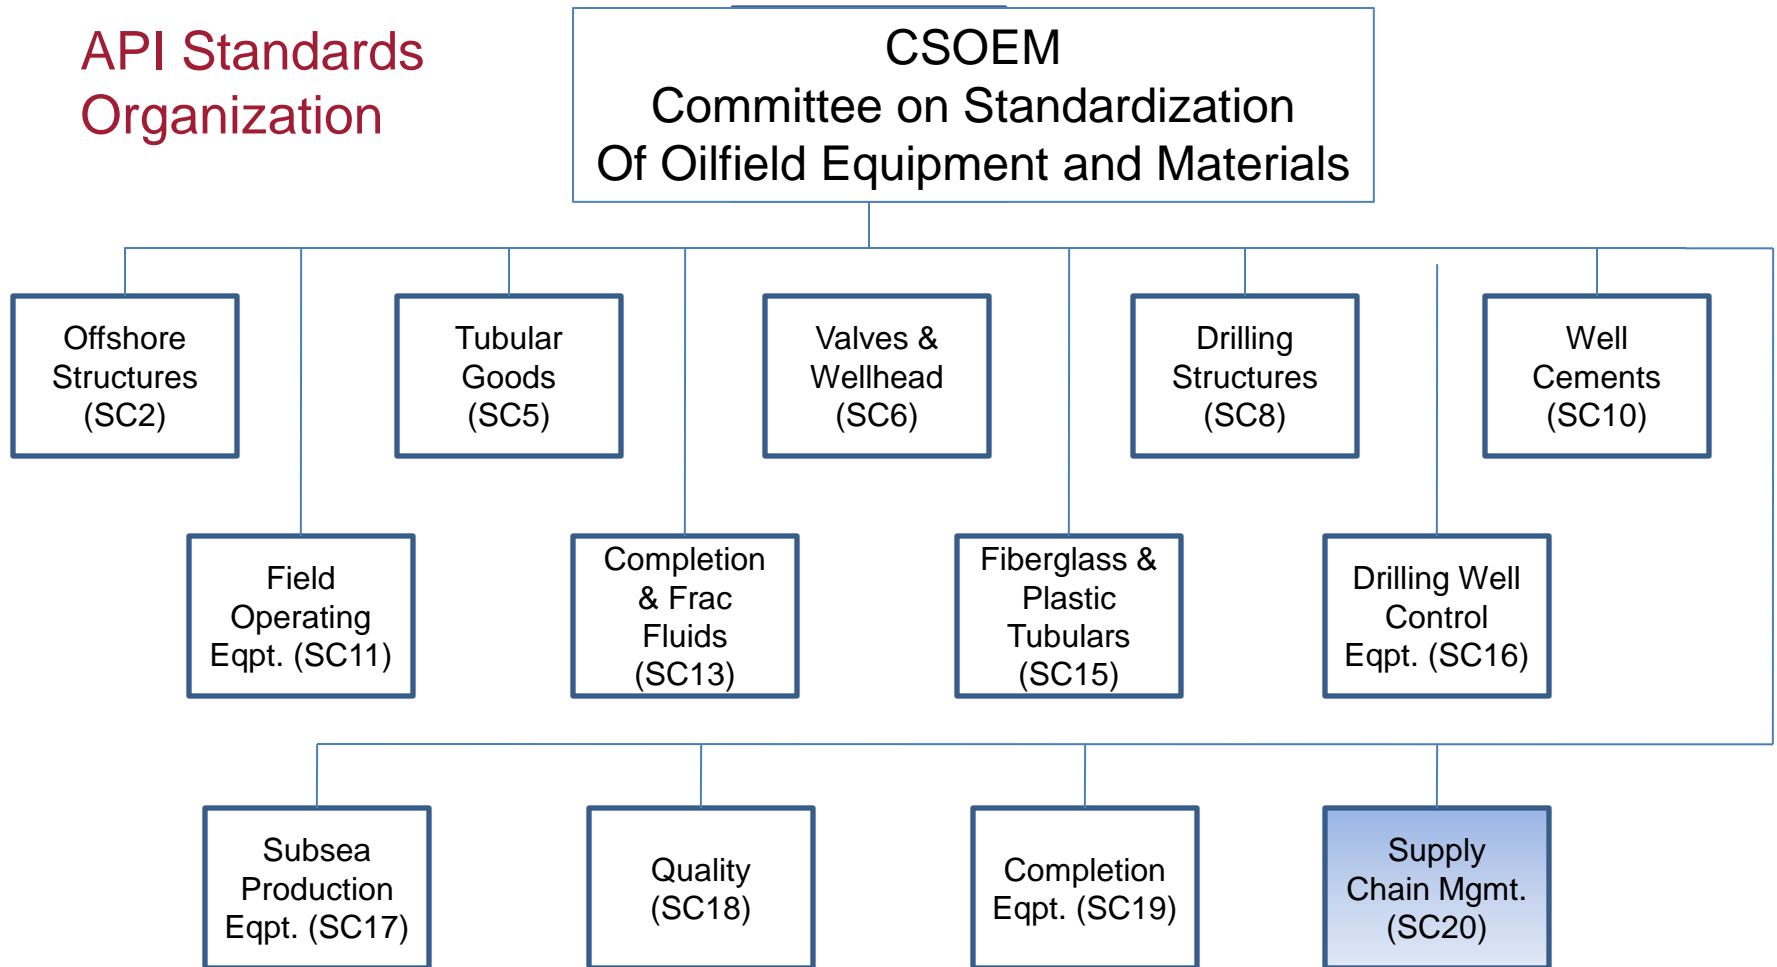 API Standards
Organization
CSOEM
Committee on Standardization
Of Oilfield Equipment and Materials
Offshore
Structures
(SC2)
Tubular
Goods
(SC5)
Valves &
Wellhead
(SC6)
Drilling
Structures
(SC8)
Well
Cements
(SC10)
Field
Operating
Eqpt. (SC11)
Completion
& Frac
Fluids
(SC13)
Fiberglass &
Plastic
Tubulars
(SC15)
Drilling Well
Control
Eqpt. (SC16)
Subsea
Production
Eqpt. (SC17)
Quality
(SC18)
Completion
Eqpt. (SC19)
Supply
Chain Mgmt.
(SC20)